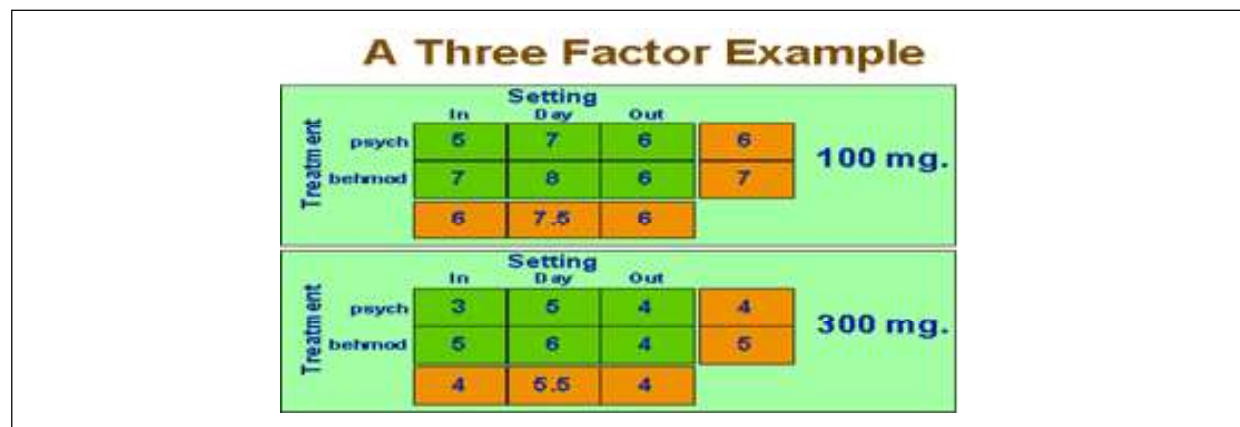 A Three Factor Example
Setting
In Day Out
Treatment
psych 5 7 6 6
100 mg.
behmod 7 8 6 7
6 7.5 6
Setting
In Day Out
Treatment
psych 3 5 4 4
300 mg.
behmod 5 6 4 5
4 5.5 4